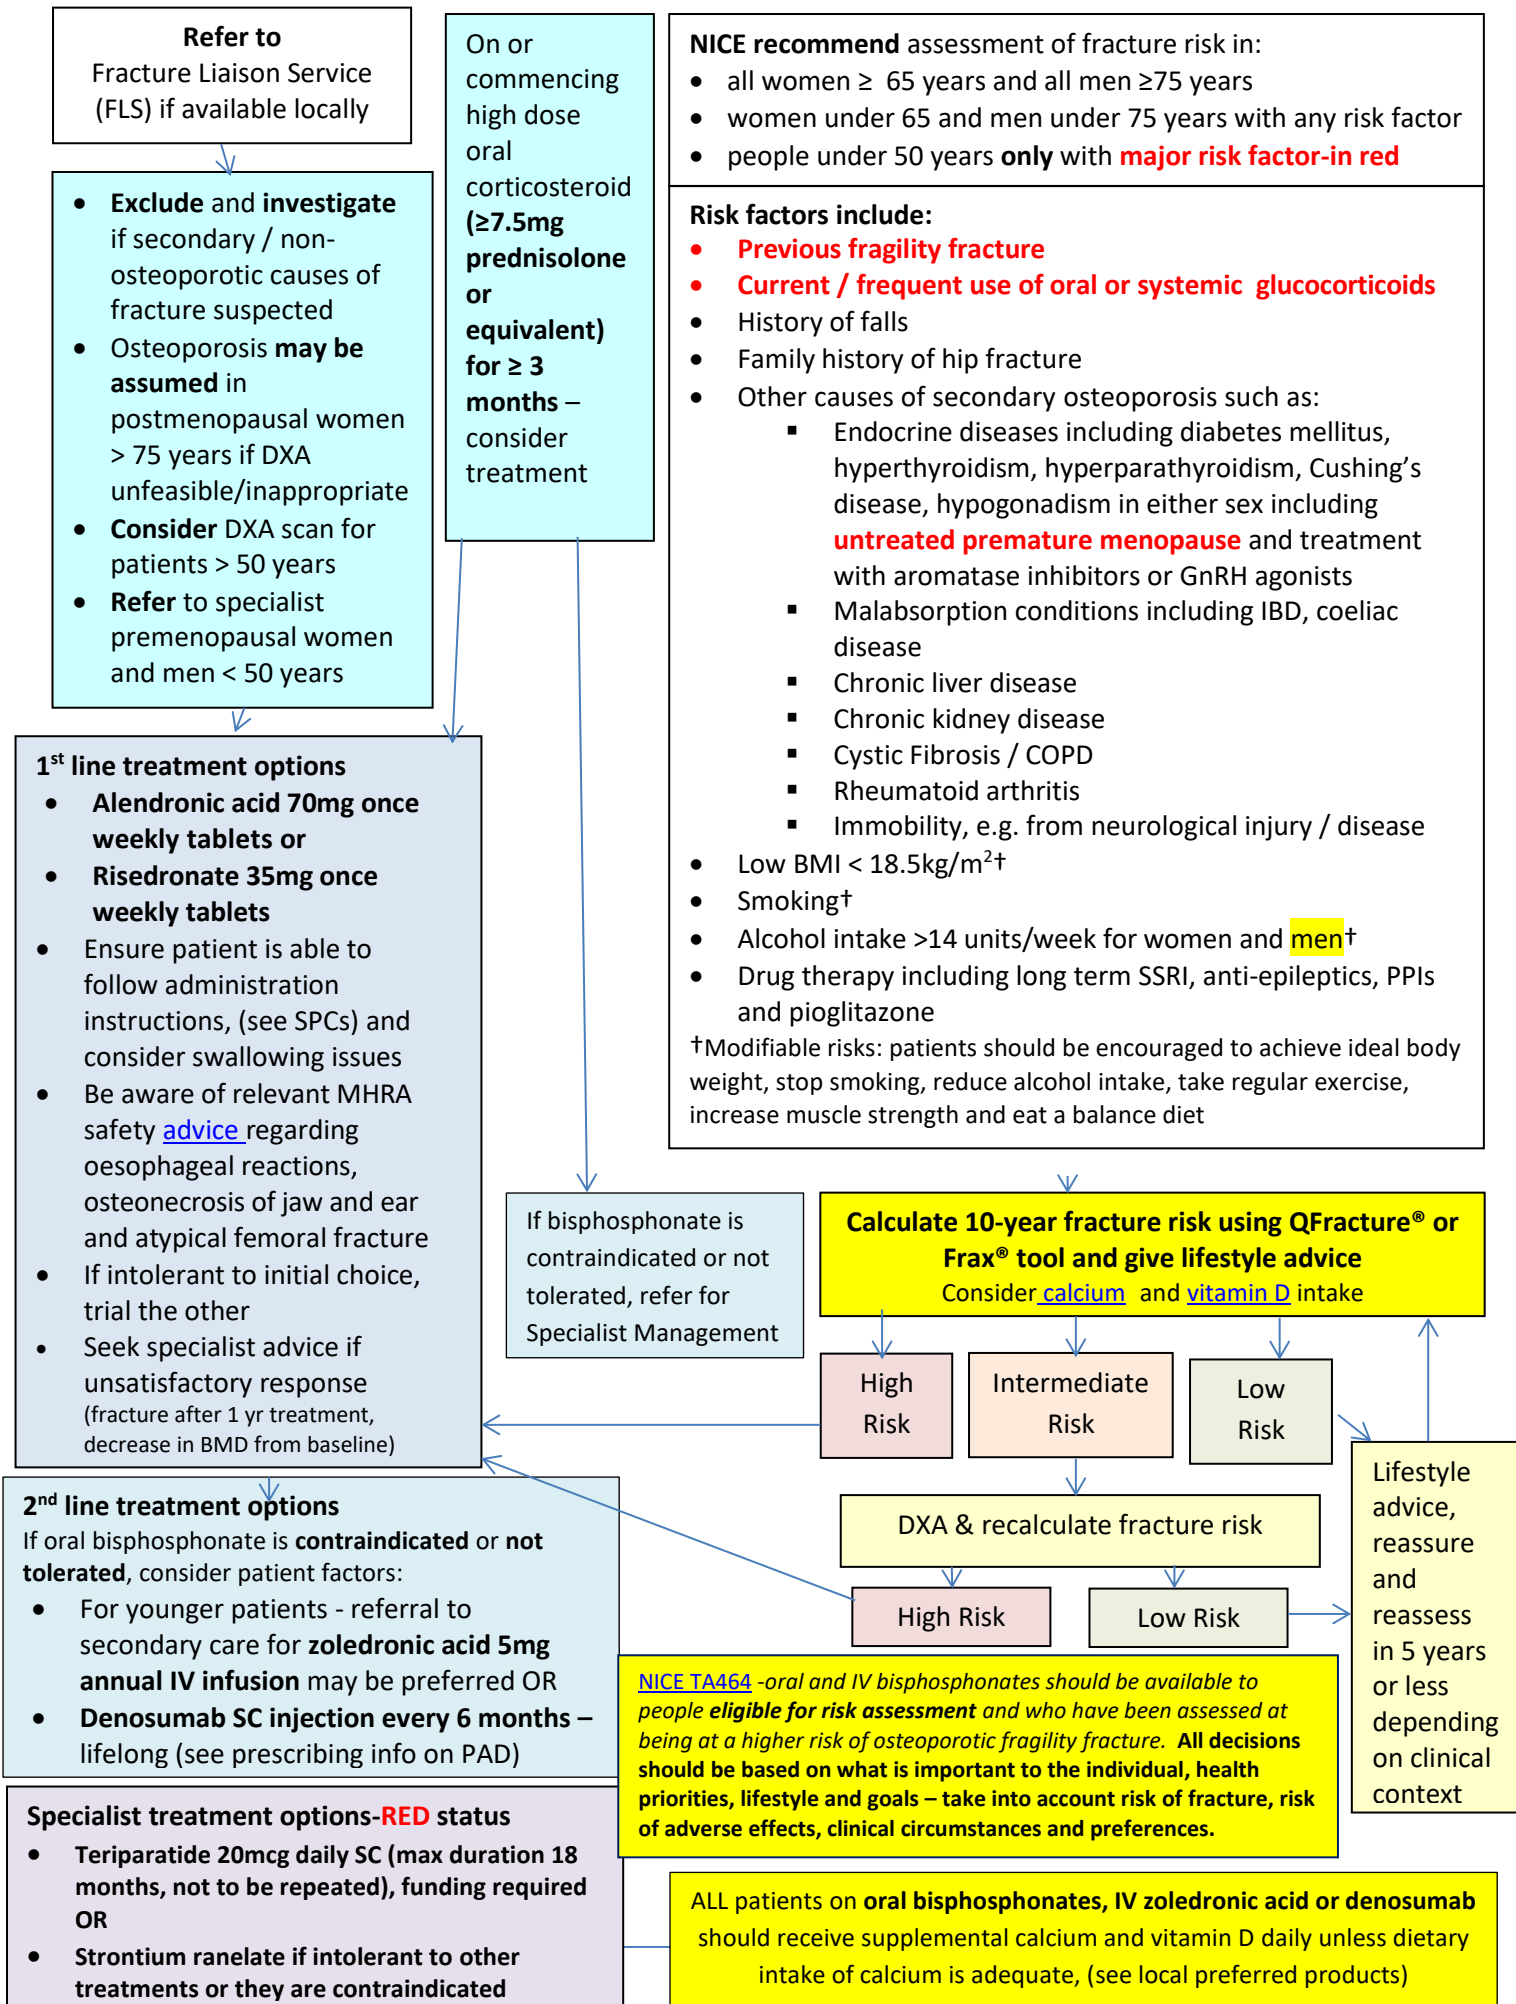 Refer to
Fracture Liaison Service
(FLS) if available locally
• Exclude and investigate
if secondary / non-
osteoporotic causes of
fracture suspected
• Osteoporosis may be
assumed in
postmenopausal women
> 75 years if DXA
unfeasible/inappropriate
• Consider DXA scan for
patients > 50 years
• Refer to specialist
premenopausal women
and men < 50 years
On or
commencing
high dose
oral
corticosteroid
(≥7.5mg
prednisolone
or
equivalent)
for ≥ 3
months –
consider
treatment
NICE recommend assessment of fracture risk in:
• all women ≥ 65 years and all men ≥75 years
• women under 65 and men under 75 years with any risk factor
• people under 50 years only with major risk factor-in red
Risk factors include:
• Previous fragility fracture
• Current / frequent use of oral or systemic glucocorticoids
• History of falls
• Family history of hip fracture
• Other causes of secondary osteoporosis such as:
▪ Endocrine diseases including diabetes mellitus,
hyperthyroidism, hyperparathyroidism, Cushing’s
disease, hypogonadism in either sex including
untreated premature menopause and treatment
with aromatase inhibitors or GnRH agonists
▪ Malabsorption conditions including IBD, coeliac
disease
▪ Chronic liver disease
▪ Chronic kidney disease
▪ Cystic Fibrosis / COPD
▪ Rheumatoid arthritis
▪ Immobility, e.g. from neurological injury / disease
• Low BMI < 18.5kg/m²†
• Smoking†
• Alcohol intake >14 units/week for women and men†
• Drug therapy including long term SSRI, anti-epileptics, PPIs
and pioglitazone
†Modifiable risks: patients should be encouraged to achieve ideal body
weight, stop smoking, reduce alcohol intake, take regular exercise,
increase muscle strength and eat a balance diet
1st line treatment options
• Alendronic acid 70mg once
weekly tablets or
• Risedronate 35mg once
weekly tablets
• Ensure patient is able to
follow administration
instructions, (see SPCs) and
consider swallowing issues
• Be aware of relevant MHRA
safety advice regarding
oesophageal reactions,
osteonecrosis of jaw and ear
and atypical femoral fracture
• If intolerant to initial choice,
trial the other
• Seek specialist advice if
unsatisfactory response
(fracture after 1 yr treatment,
decrease in BMD from baseline)
If bisphosphonate is
contraindicated or not
tolerated, refer for
Specialist Management
Calculate 10-year fracture risk using QFracture® or
Frax® tool and give lifestyle advice
Consider calcium and vitamin D intake
High
Risk
Intermediate
Risk
Low
Risk
DXA & recalculate fracture risk
High Risk
Low Risk
Lifestyle
advice,
reassure
and
reassess
in 5 years
or less
depending
on clinical
context
2nd line treatment options
If oral bisphosphonate is contraindicated or not
tolerated, consider patient factors:
• For younger patients - referral to
secondary care for zoledronic acid 5mg
annual IV infusion may be preferred OR
• Denosumab SC injection every 6 months –
lifelong (see prescribing info on PAD)
NICE TA464 -oral and IV bisphosphonates should be available to
people eligible for risk assessment and who have been assessed at
being at a higher risk of osteoporotic fragility fracture. All decisions
should be based on what is important to the individual, health
priorities, lifestyle and goals – take into account risk of fracture, risk
of adverse effects, clinical circumstances and preferences.
Specialist treatment options-RED status
• Teriparatide 20mcg daily SC (max duration 18
months, not to be repeated), funding required
OR
• Strontium ranelate if intolerant to other
treatments or they are contraindicated
ALL patients on oral bisphosphonates, IV zoledronic acid or denosumab
should receive supplemental calcium and vitamin D daily unless dietary
intake of calcium is adequate, (see local preferred products)